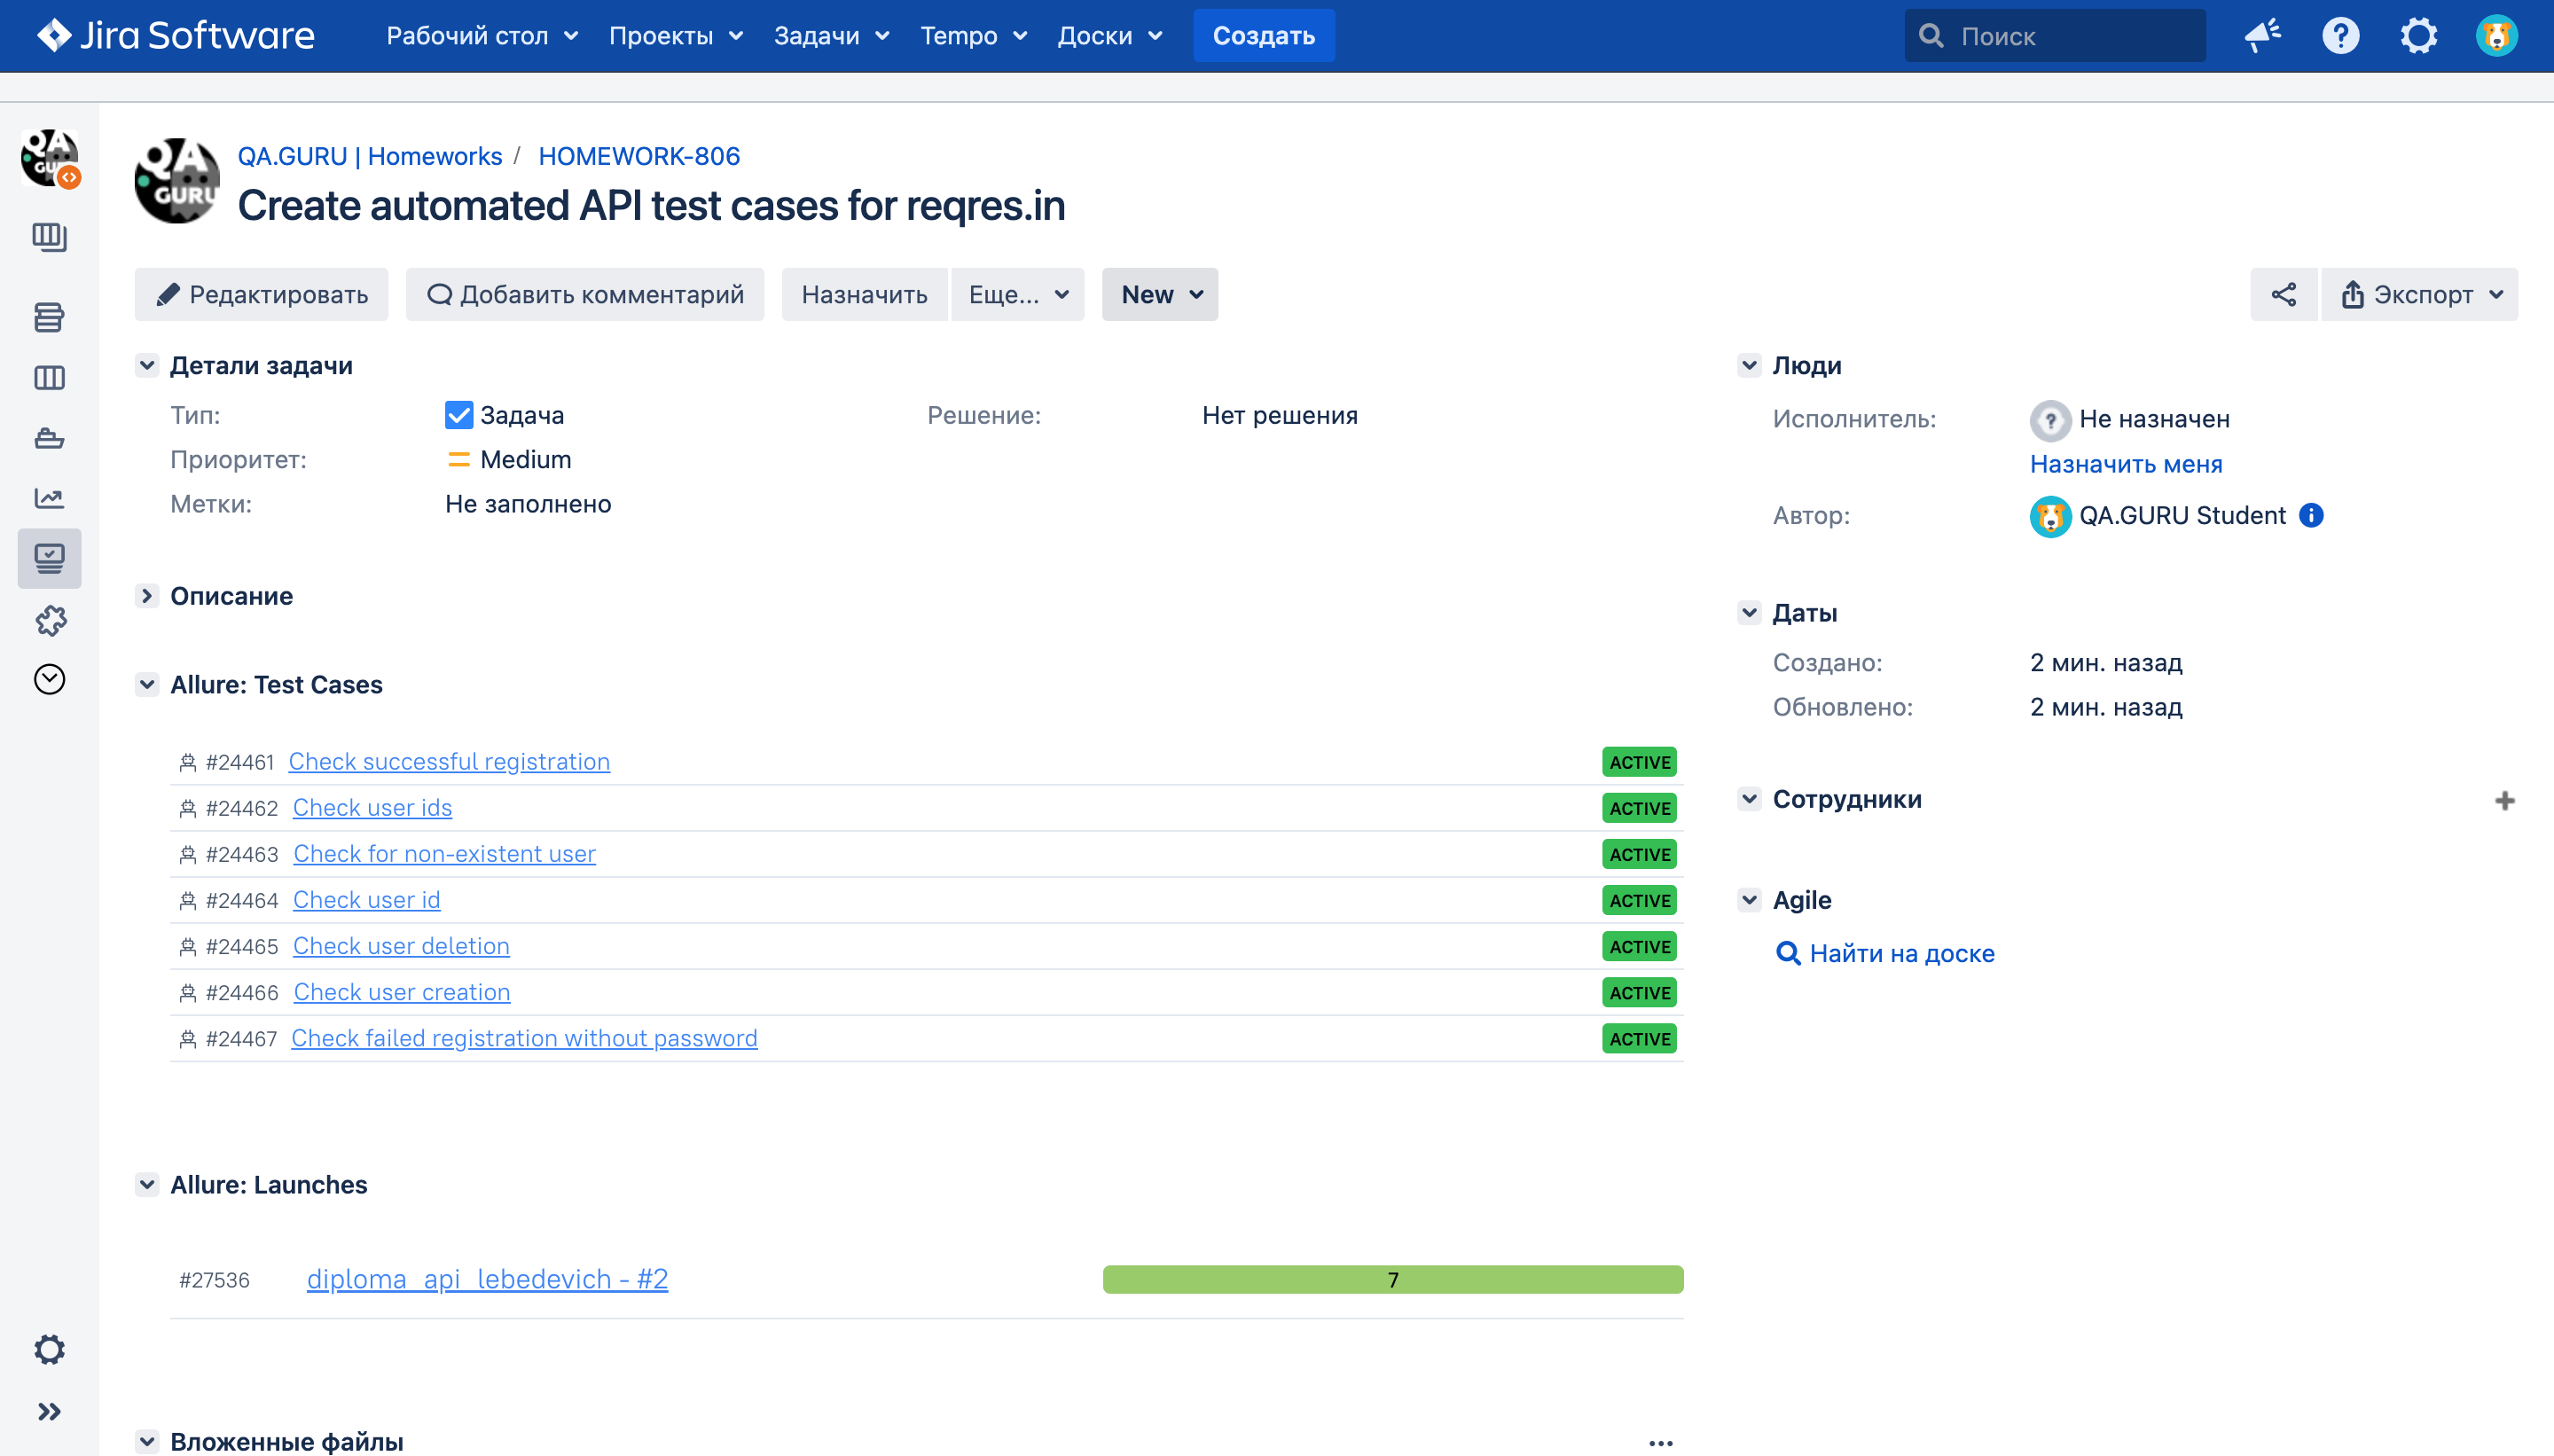 Jira Software Рабочий стол Проекты Задачи Tempo Доски Создать Поиск
QA GURU
QA.GURU | Homeworks / HOMEWORK-806
Create automated API test cases for reqres.in
Редактировать Добавить комментарий Назначить Еще... New Экспорт
Детали задачи
Тип: Задача Решение: Нет решения
Приоритет: Medium
Метки: Не заполнено
Описание
Allure: Test Cases
#24461 Check successful registration ACTIVE
#24462 Check user ids ACTIVE
#24463 Check for non-existent user ACTIVE
#24464 Check user id ACTIVE
#24465 Check user deletion ACTIVE
#24466 Check user creation ACTIVE
#24467 Check failed registration without password ACTIVE
Allure: Launches
#27536 diploma_api_lebedevich - #2 7
Вложенные файлы
Люди
Исполнитель: Не назначен
Назначить меня
Автор: QA.GURU Student
Даты
Создано: 2 мин. назад
Обновлено: 2 мин. назад
Сотрудники
Agile
Найти на доске